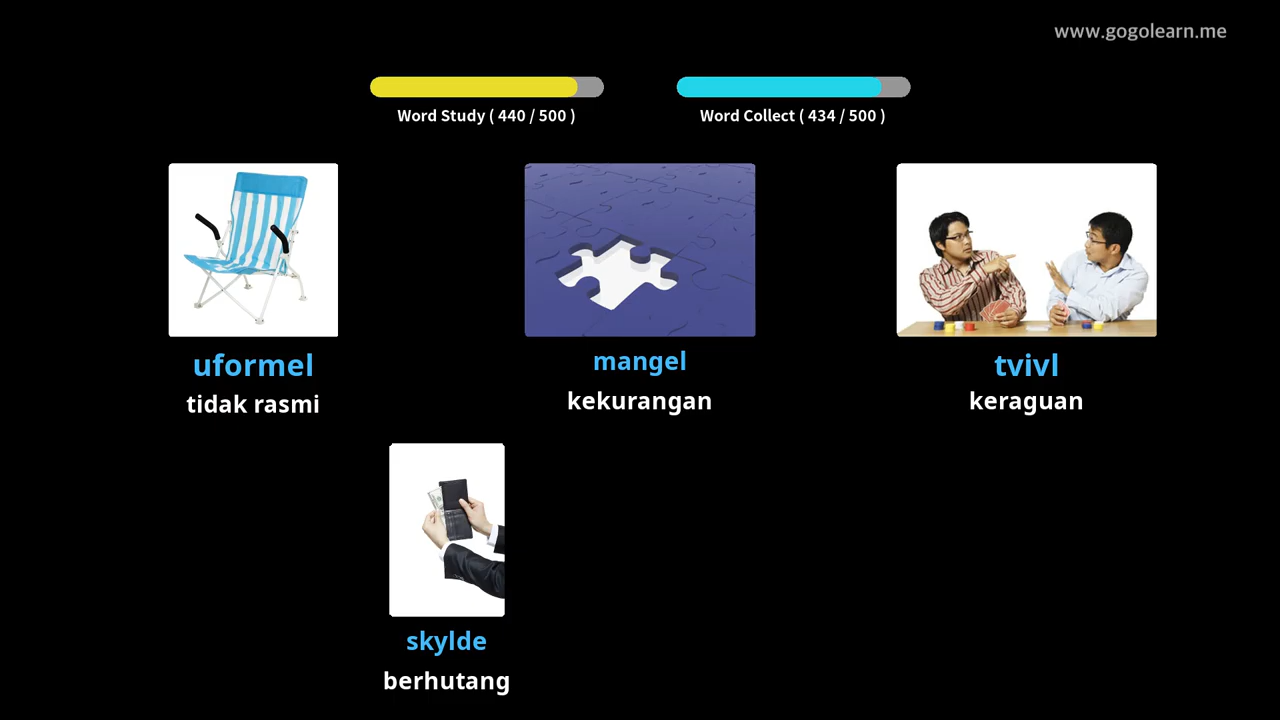 www.gogolearn.me
Word Study ( 440 / 500 )
Word Collect ( 434 / 500 )
uformel
tidak rasmi
mangel
kekurangan
tvivl
keraguan
skylde
berhutang